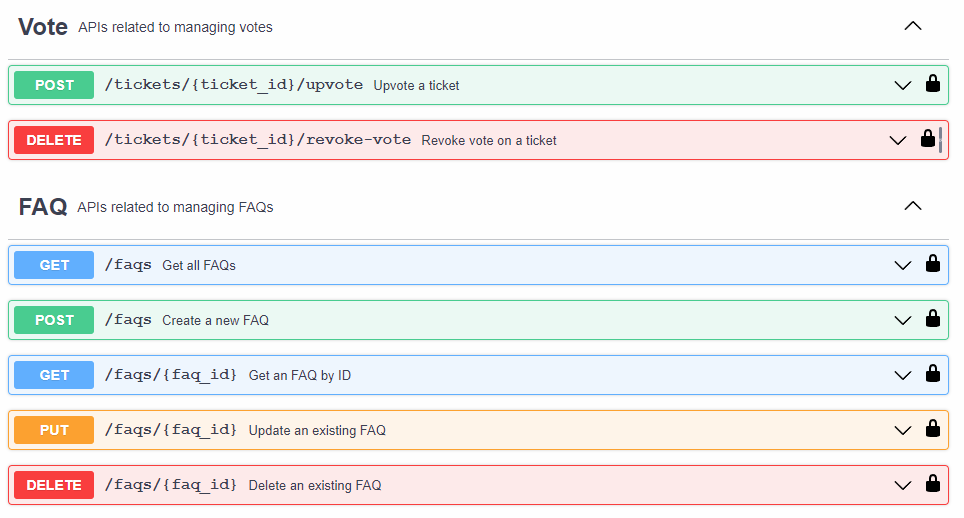 Vote APIs related to managing votes
POST /tickets/{ticket_id}/upvote Upvote a ticket
DELETE /tickets/{ticket_id}/revoke-vote Revoke vote on a ticket
FAQ APIs related to managing FAQs
GET /faqs Get all FAQs
POST /faqs Create a new FAQ
GET /faqs/{faq_id} Get an FAQ by ID
PUT /faqs/{faq_id} Update an existing FAQ
DELETE /faqs/{faq_id} Delete an existing FAQ